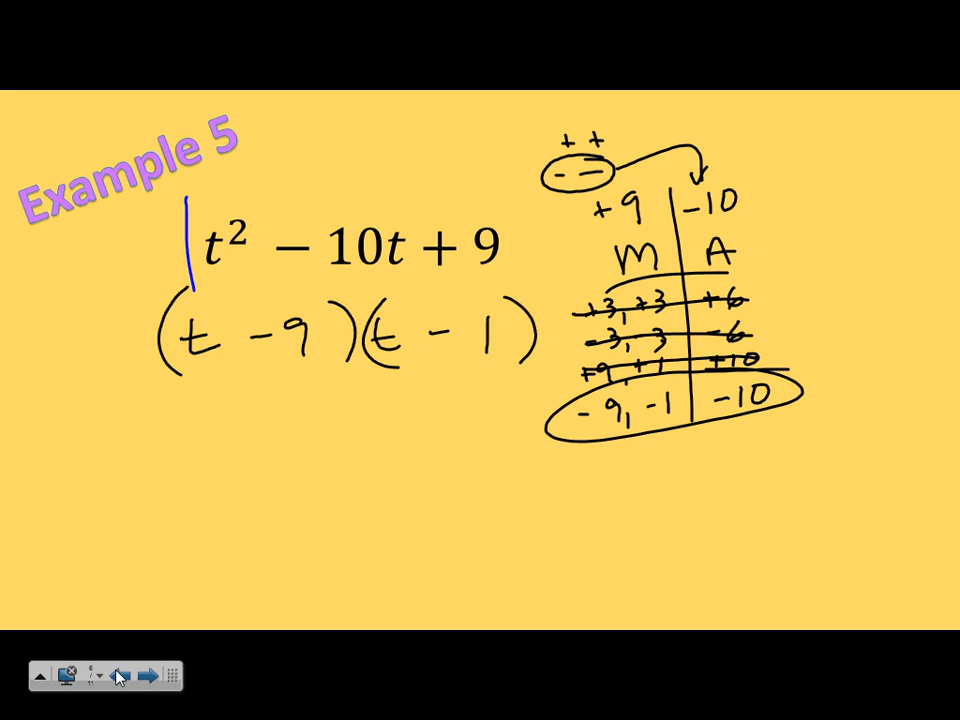 Example 5
t² − 10t + 9
(t - 9)(t - 1)
+ +
- -
+9 | -10
M | A
+3, +3 | +6
-3, -3 | -6
+9, +1 | +10
-9, -1 | -10